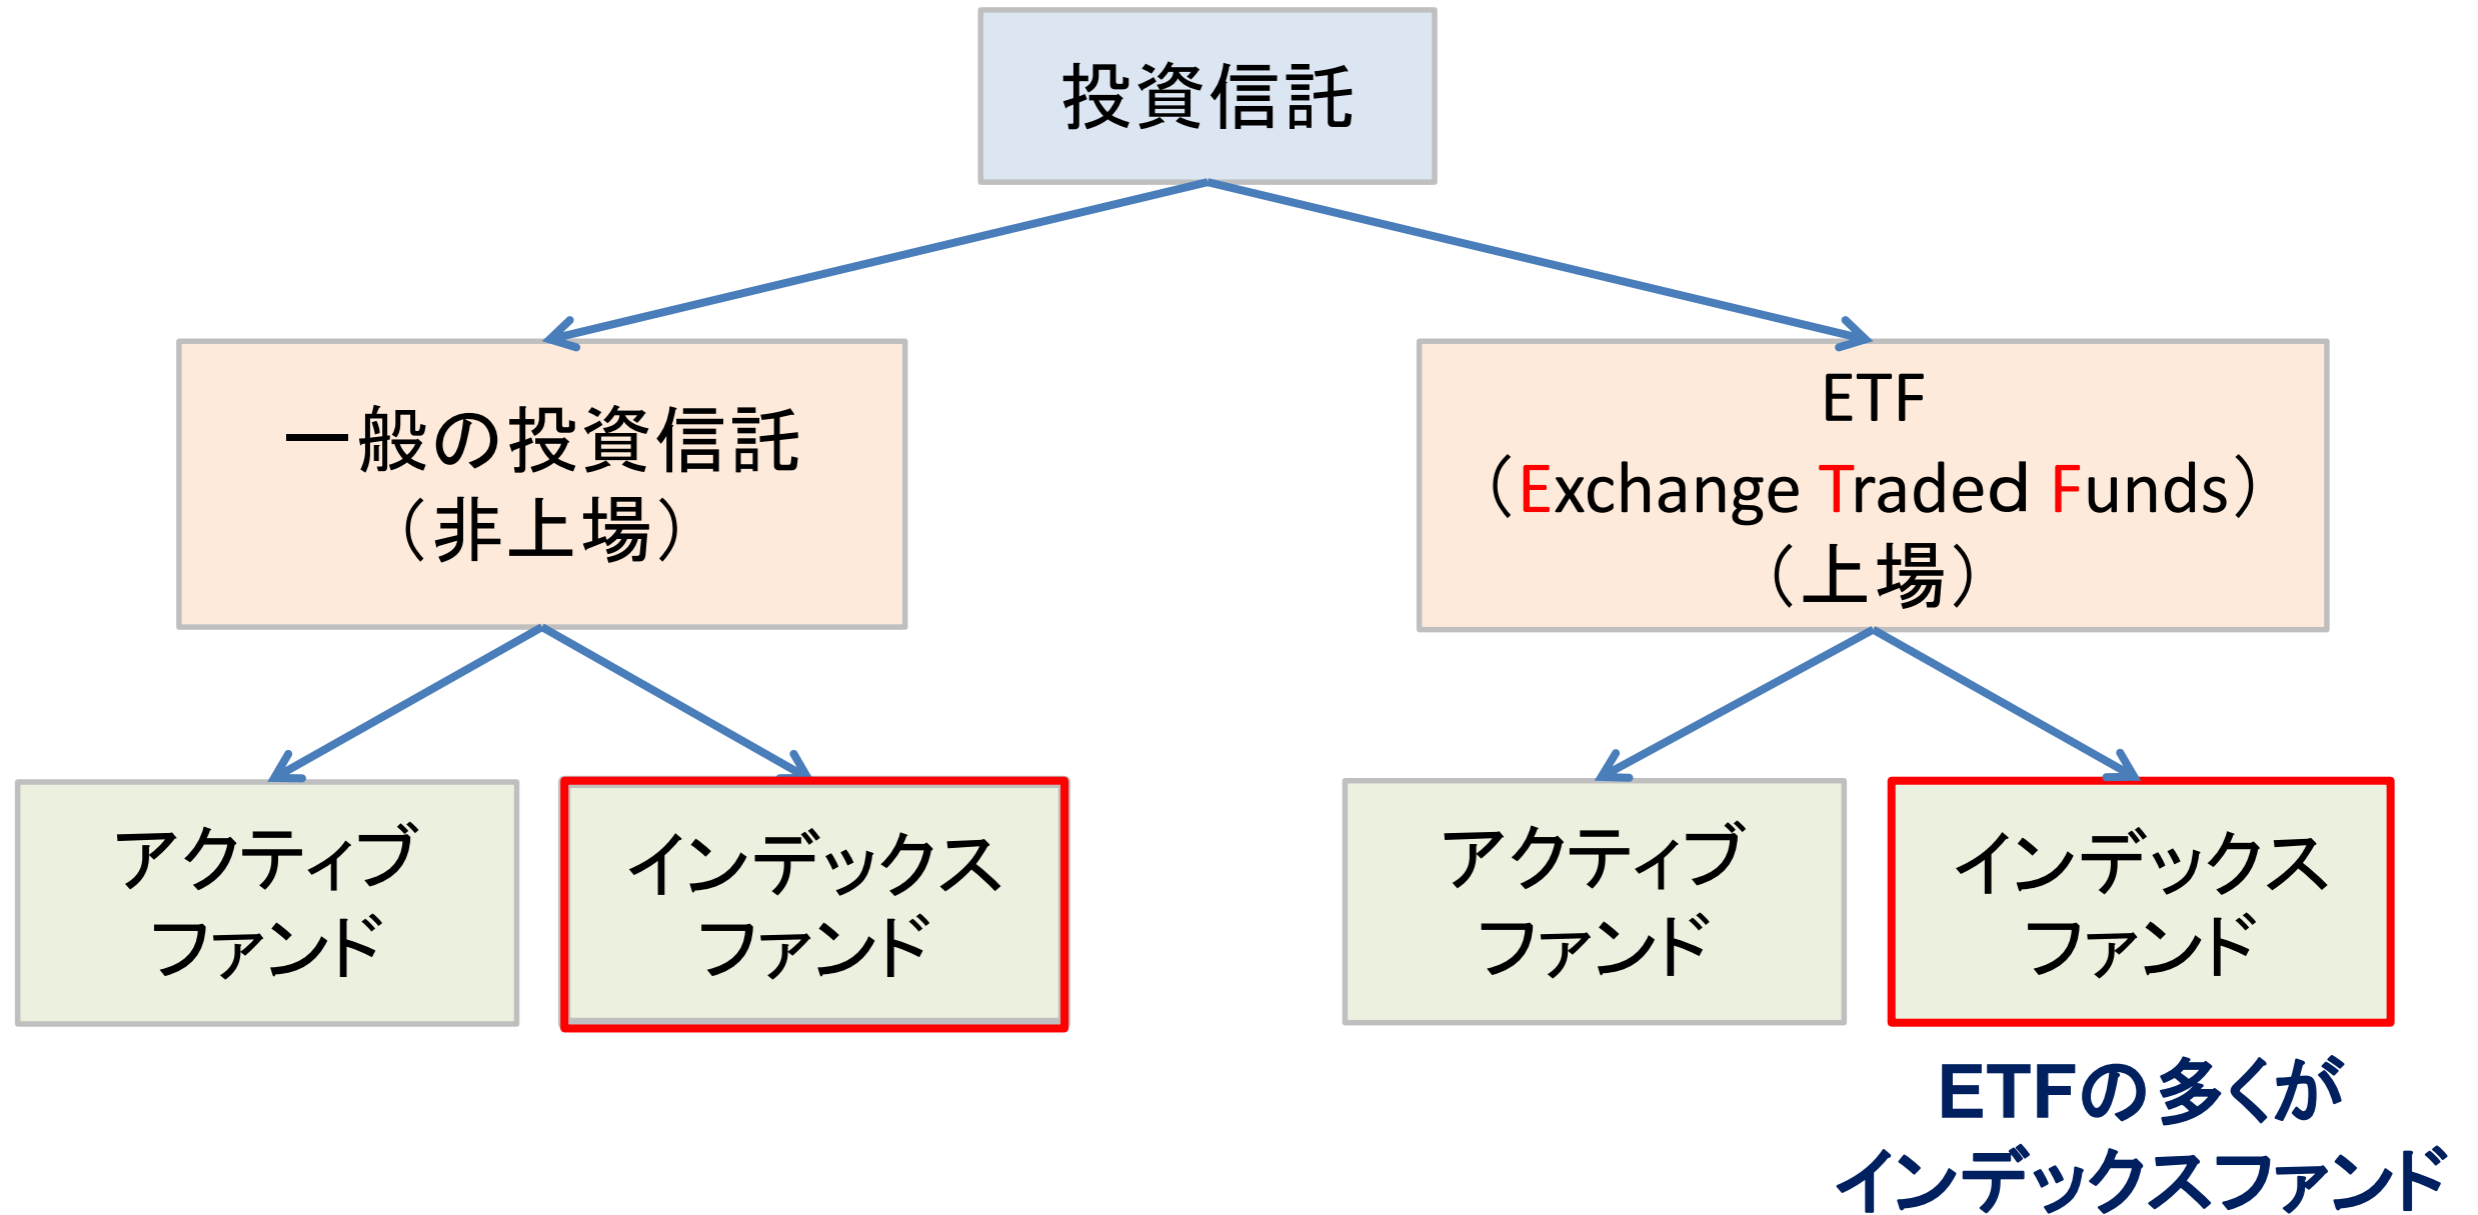 投資信託
一般の投資信託
（非上場）
ETF
（Exchange Traded Funds）
（上場）
アクティブ
ファンド
インデックス
ファンド
アクティブ
ファンド
インデックス
ファンド
ETFの多くが
インデックスファンド